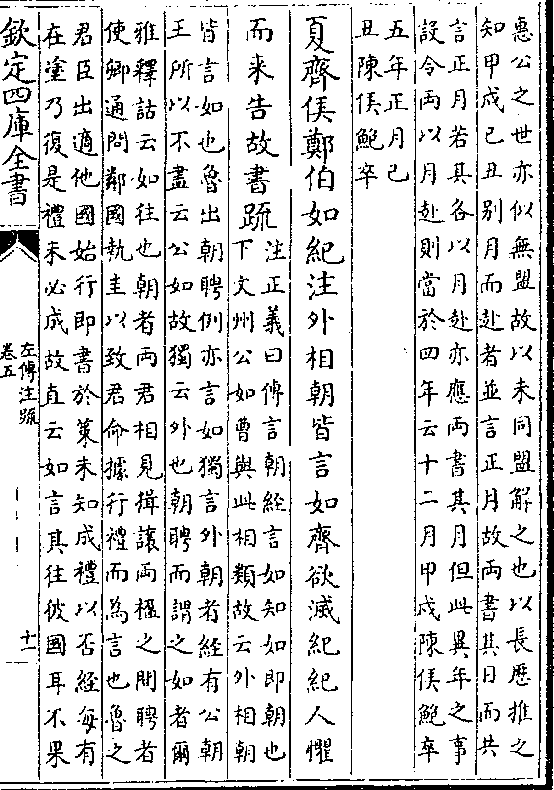 惠公之世亦似無盟故以未同盟解之也以長歴推之
知甲戌己丑别月而赴者並言正月故两書其日而共
言正月若其各以月赴亦應两書其月但此異年之事
設令两以月赴則當於四年云十二月甲戌陳侯鮑卒
五年正月己
丑陳侯鮑卒
夏齊侯鄭伯如紀注外相朝皆言如齊欲滅紀紀人懼
而来告故書疏
注正義曰傳言朝經言如知如即朝也
下文州公如曹與此相類故云外相朝
皆言如也魯出朝聘例亦言如獨言外朝者經有公朝
王所以不盡云公如故獨云外也朝聘而謂之如者爾
雅釋詁云如往也朝者两君相見揖讓两楹之間聘者
使卿通問鄰國執圭以致君命據行禮而為言也魯之
君臣出適他國始行即書於策未知成禮以否經每有
在塗乃復是禮未必成故直云如言其往彼國耳不果
欽定四庫全書
左傳注疏
卷五
十一